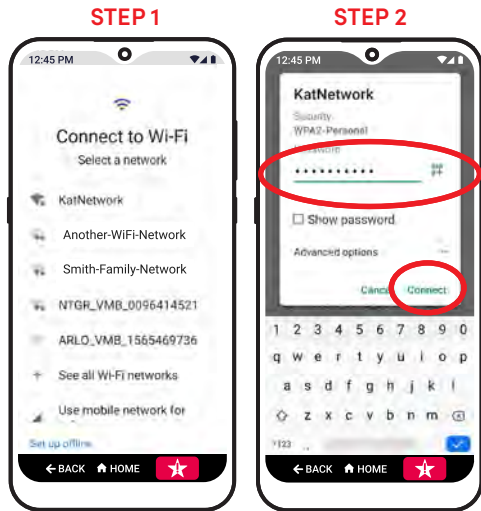 STEP 1
12:45 PM
Connect to Wi-Fi
Select a network
KatNetwork
Another-WiFi-Network
Smith-Family-Network
NTGR_VMB_0096414521
ARLO_VMB_1565469736
See all Wi-Fi networks
Use mobile network for
Set up offline
BACK HOME
STEP 2
12:45 PM
KatNetwork
Security
WPA2-Personal
Password
Show password
Advanced options
Cancel Connect
1 2 3 4 5 6 7 8 9 0
q w e r t y u i o p
a s d f g h j k l
z x c v b n m
?123 ,
BACK HOME